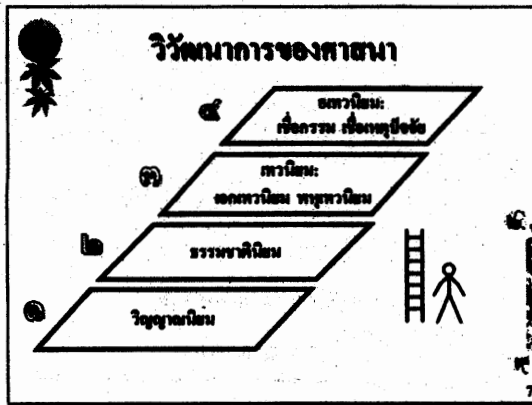 วิวัฒนาการของศาสนา
๔
อเทวนิยม:
เชื่อกรรม เชื่อเหตุปัจจัย
๓
เทวนิยม:
เอกเทวนิยม พหุเทวนิยม
๒
ธรรมชาตินิยม
๑
วิญญาณนิยม